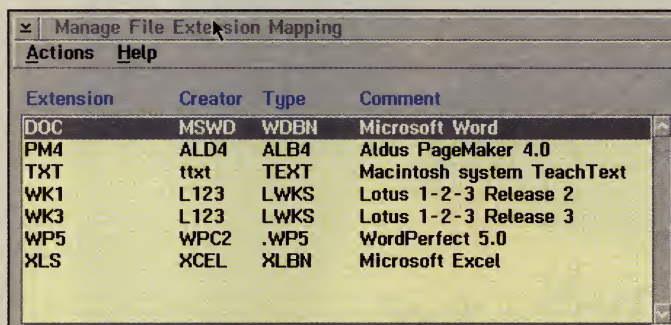 Manage File Extension Mapping
Actions Help
Extension Creator Type Comment
DOC MSWD WDBN Microsoft Word
PM4 ALD4 ALB4 Aldus PageMaker 4.0
TXT ttxt TEXT Macintosh system TeachText
WK1 L123 LWKS Lotus 1-2-3 Release 2
WK3 L123 LWKS Lotus 1-2-3 Release 3
WP5 WPC2 .WP5 WordPerfect 5.0
XLS XCEL XLBN Microsoft Excel